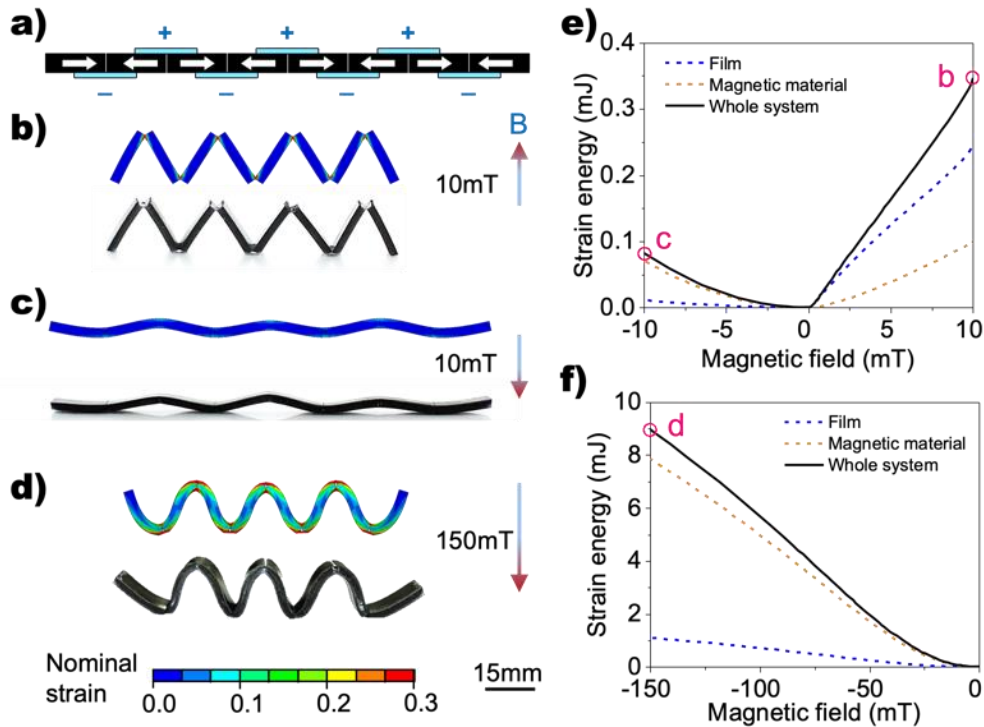 a)
+ + +
− − − −
b)
B
10mT
c)
10mT
d)
150mT
Nominal
strain
0.0 0.1 0.2 0.3
15mm
e)
0.4
0.3
0.2
0.1
0.0
Strain energy (mJ)
Film
Magnetic material
Whole system
b
c
-10 -5 0 5 10
Magnetic field (mT)
f)
10
8
6
4
2
0
Strain energy (mJ)
Film
Magnetic material
Whole system
d
-150 -100 -50 0
Magnetic field (mT)